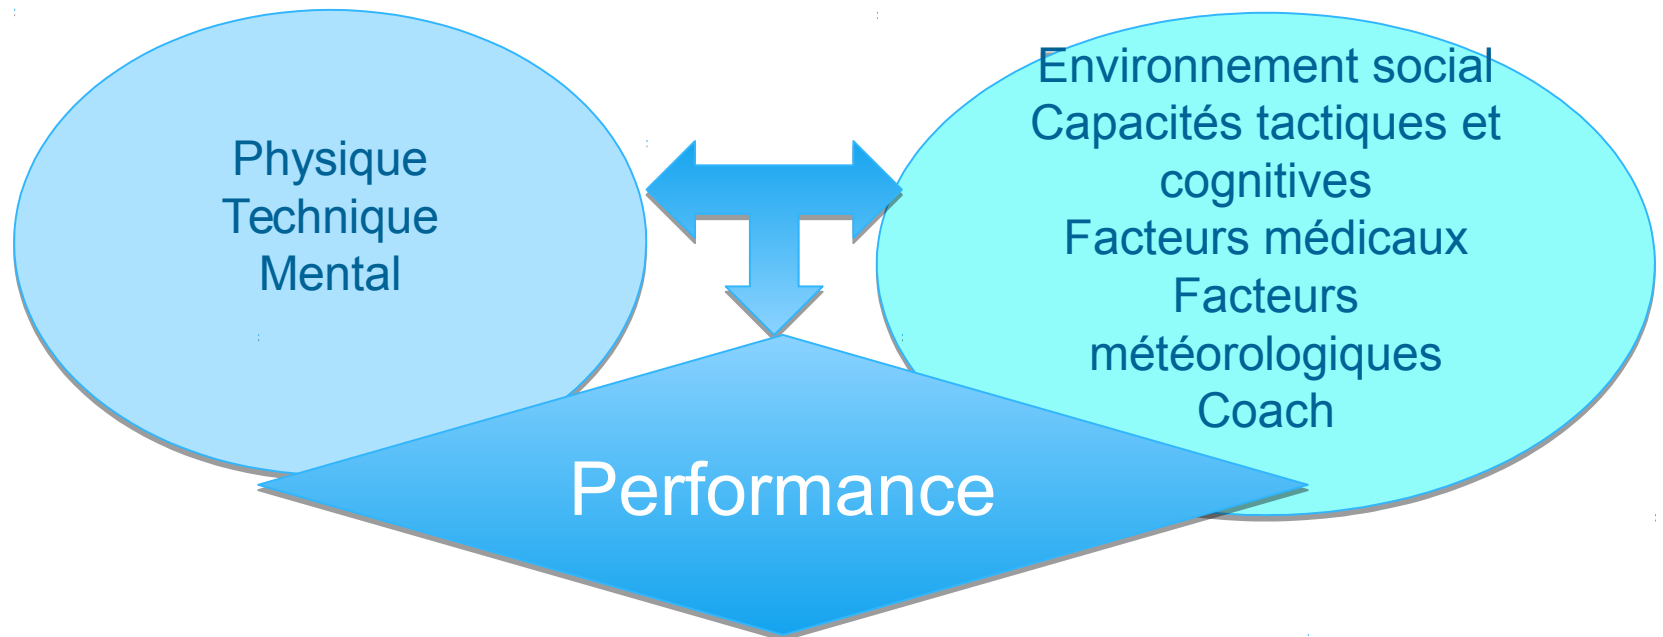 Physique
Technique
Mental
Environnement social
Capacités tactiques et
cognitives
Facteurs médicaux
Facteurs
météorologiques
Coach
Performance